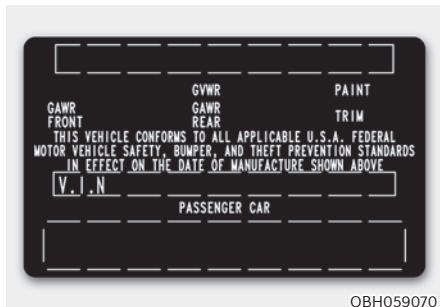 GVWR PAINT
GAWR FRONT GAWR REAR TRIM
THIS VEHICLE CONFORMS TO ALL APPLICABLE U.S.A. FEDERAL
MOTOR VEHICLE SAFETY, BUMPER, AND THEFT PREVENTION STANDARDS
IN EFFECT ON THE DATE OF MANUFACTURE SHOWN ABOVE
V.I.N
PASSENGER CAR
OBH059070